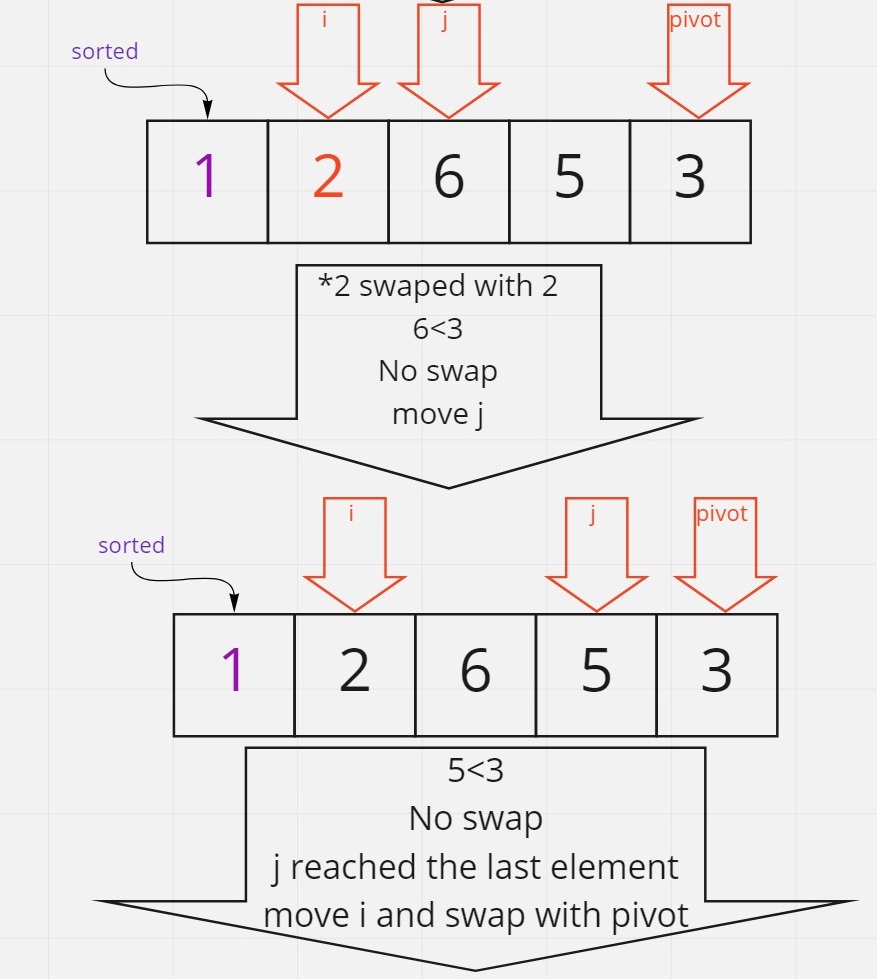 i
j
pivot
sorted
1 2 6 5 3
*2 swaped with 2
6<3
No swap
move j
i
j
pivot
sorted
1 2 6 5 3
5<3
No swap
j reached the last element
move i and swap with pivot